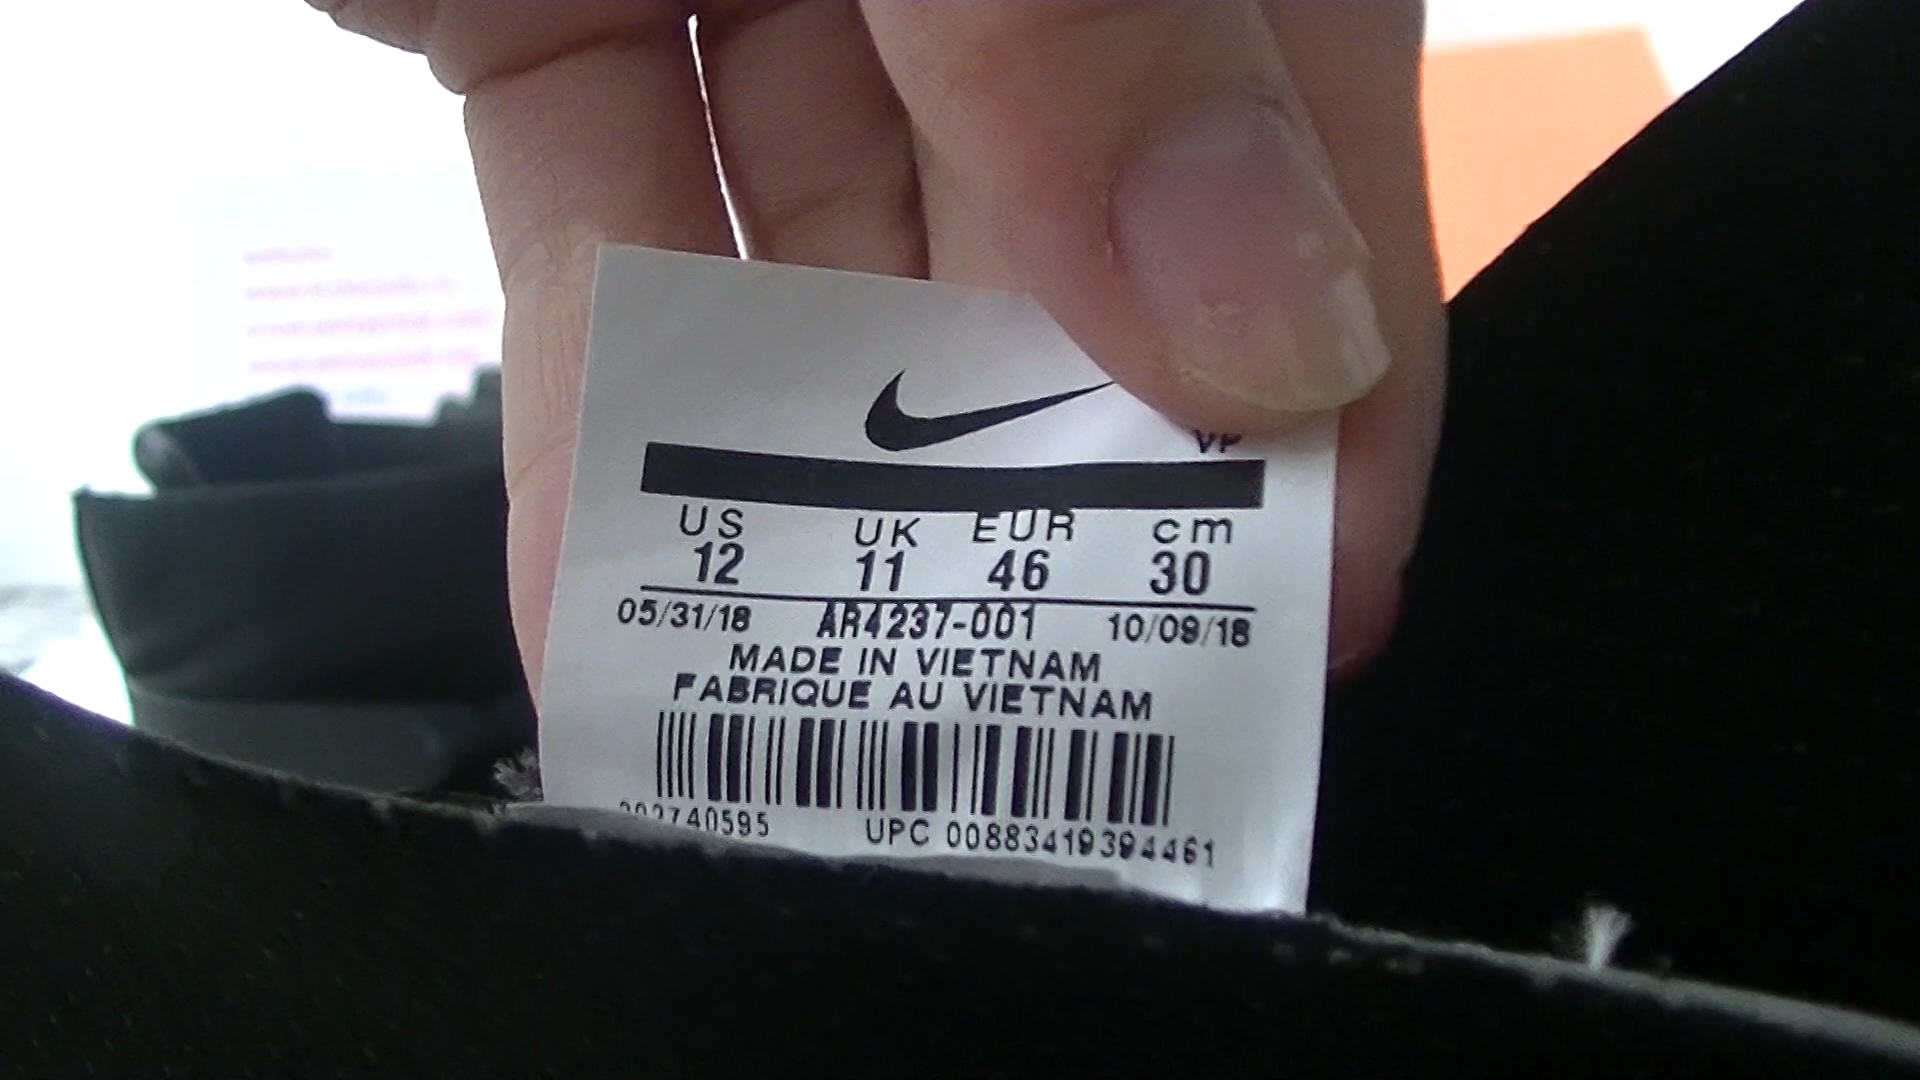 VP
US UK EUR cm
12 11 46 30
05/31/18 AR4237-001 10/09/18
MADE IN VIETNAM
FABRIQUE AU VIETNAM
UPC 00883419394461